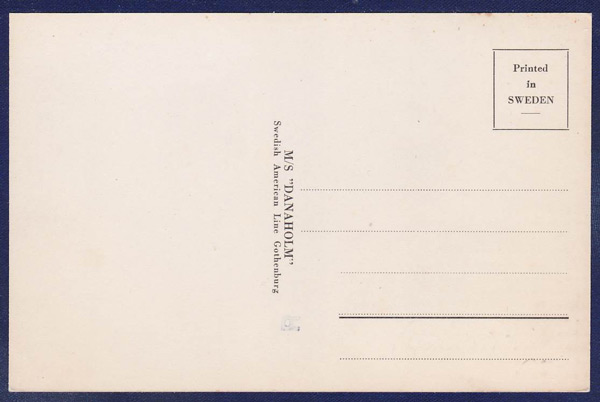 Printed
in
SWEDEN
M/S "DANAHOLM"
Swedish American Line Gothenburg